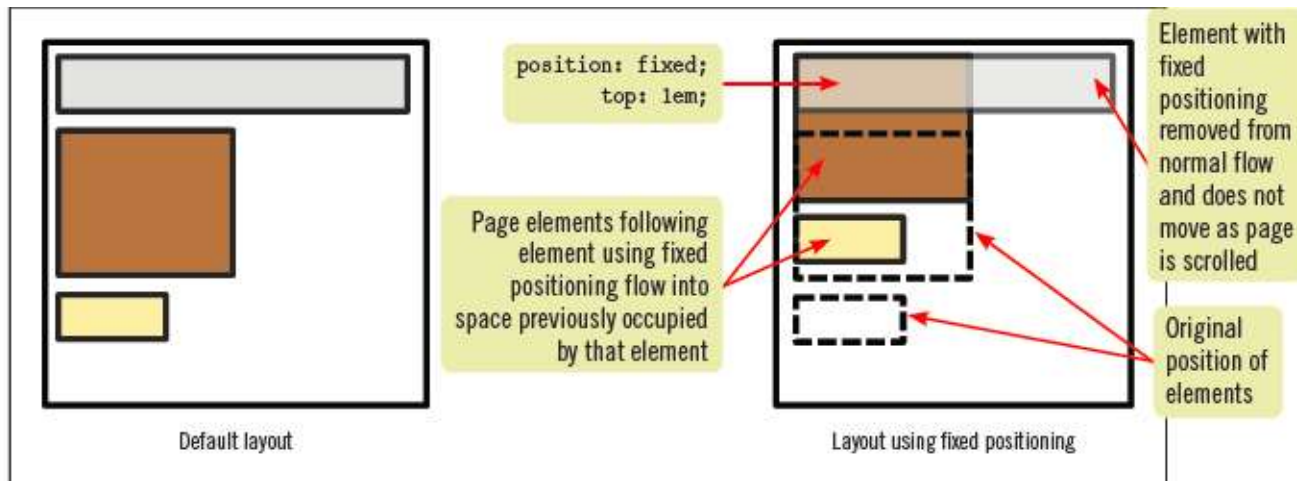 position: fixed;
top: 1em;
Page elements following
element using fixed
positioning flow into
space previously occupied
by that element
Element with
fixed
positioning
removed from
normal flow
and does not
move as page
is scrolled
Original
position of
elements
Default layout
Layout using fixed positioning